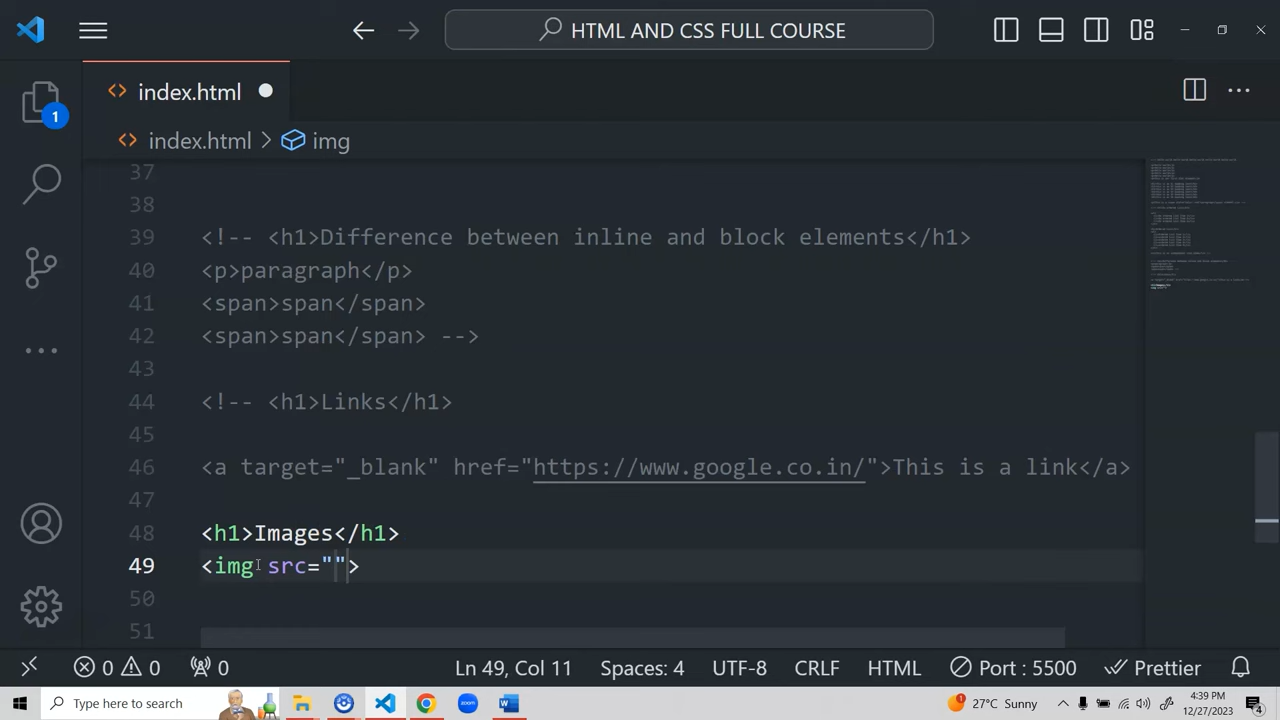 HTML AND CSS FULL COURSE
index.html
index.html > img
1
37
38
39 <!-- <h1>Difference between inline and block elements</h1>
40 <p>paragraph</p>
41 <span>span</span>
42 <span>span</span> -->
43
44 <!-- <h1>Links</h1>
45
46 <a target="_blank" href="https://www.google.co.in/">This is a link</a>
47
48 <h1>Images</h1>
49 <img src="">
50
51
0 0 0 Ln 49, Col 11 Spaces: 4 UTF-8 CRLF HTML Port : 5500 Prettier
Type here to search zoom W 1 27°C Sunny 4:39 PM
12/27/2023 4